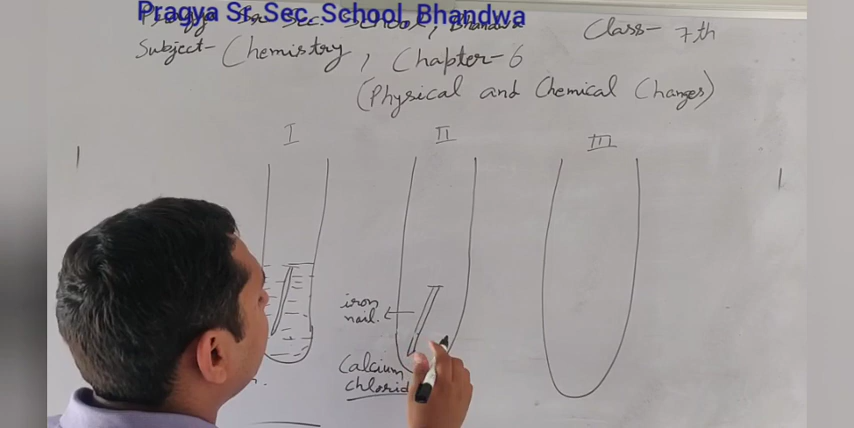 Pragya Sr. Sec. School, Bhandwa
Class- 7th
Subject- Chemistry, Chapter-6
(Physical and Chemical Changes)
I
II
III
iron
nail.
Calcium
chlorid